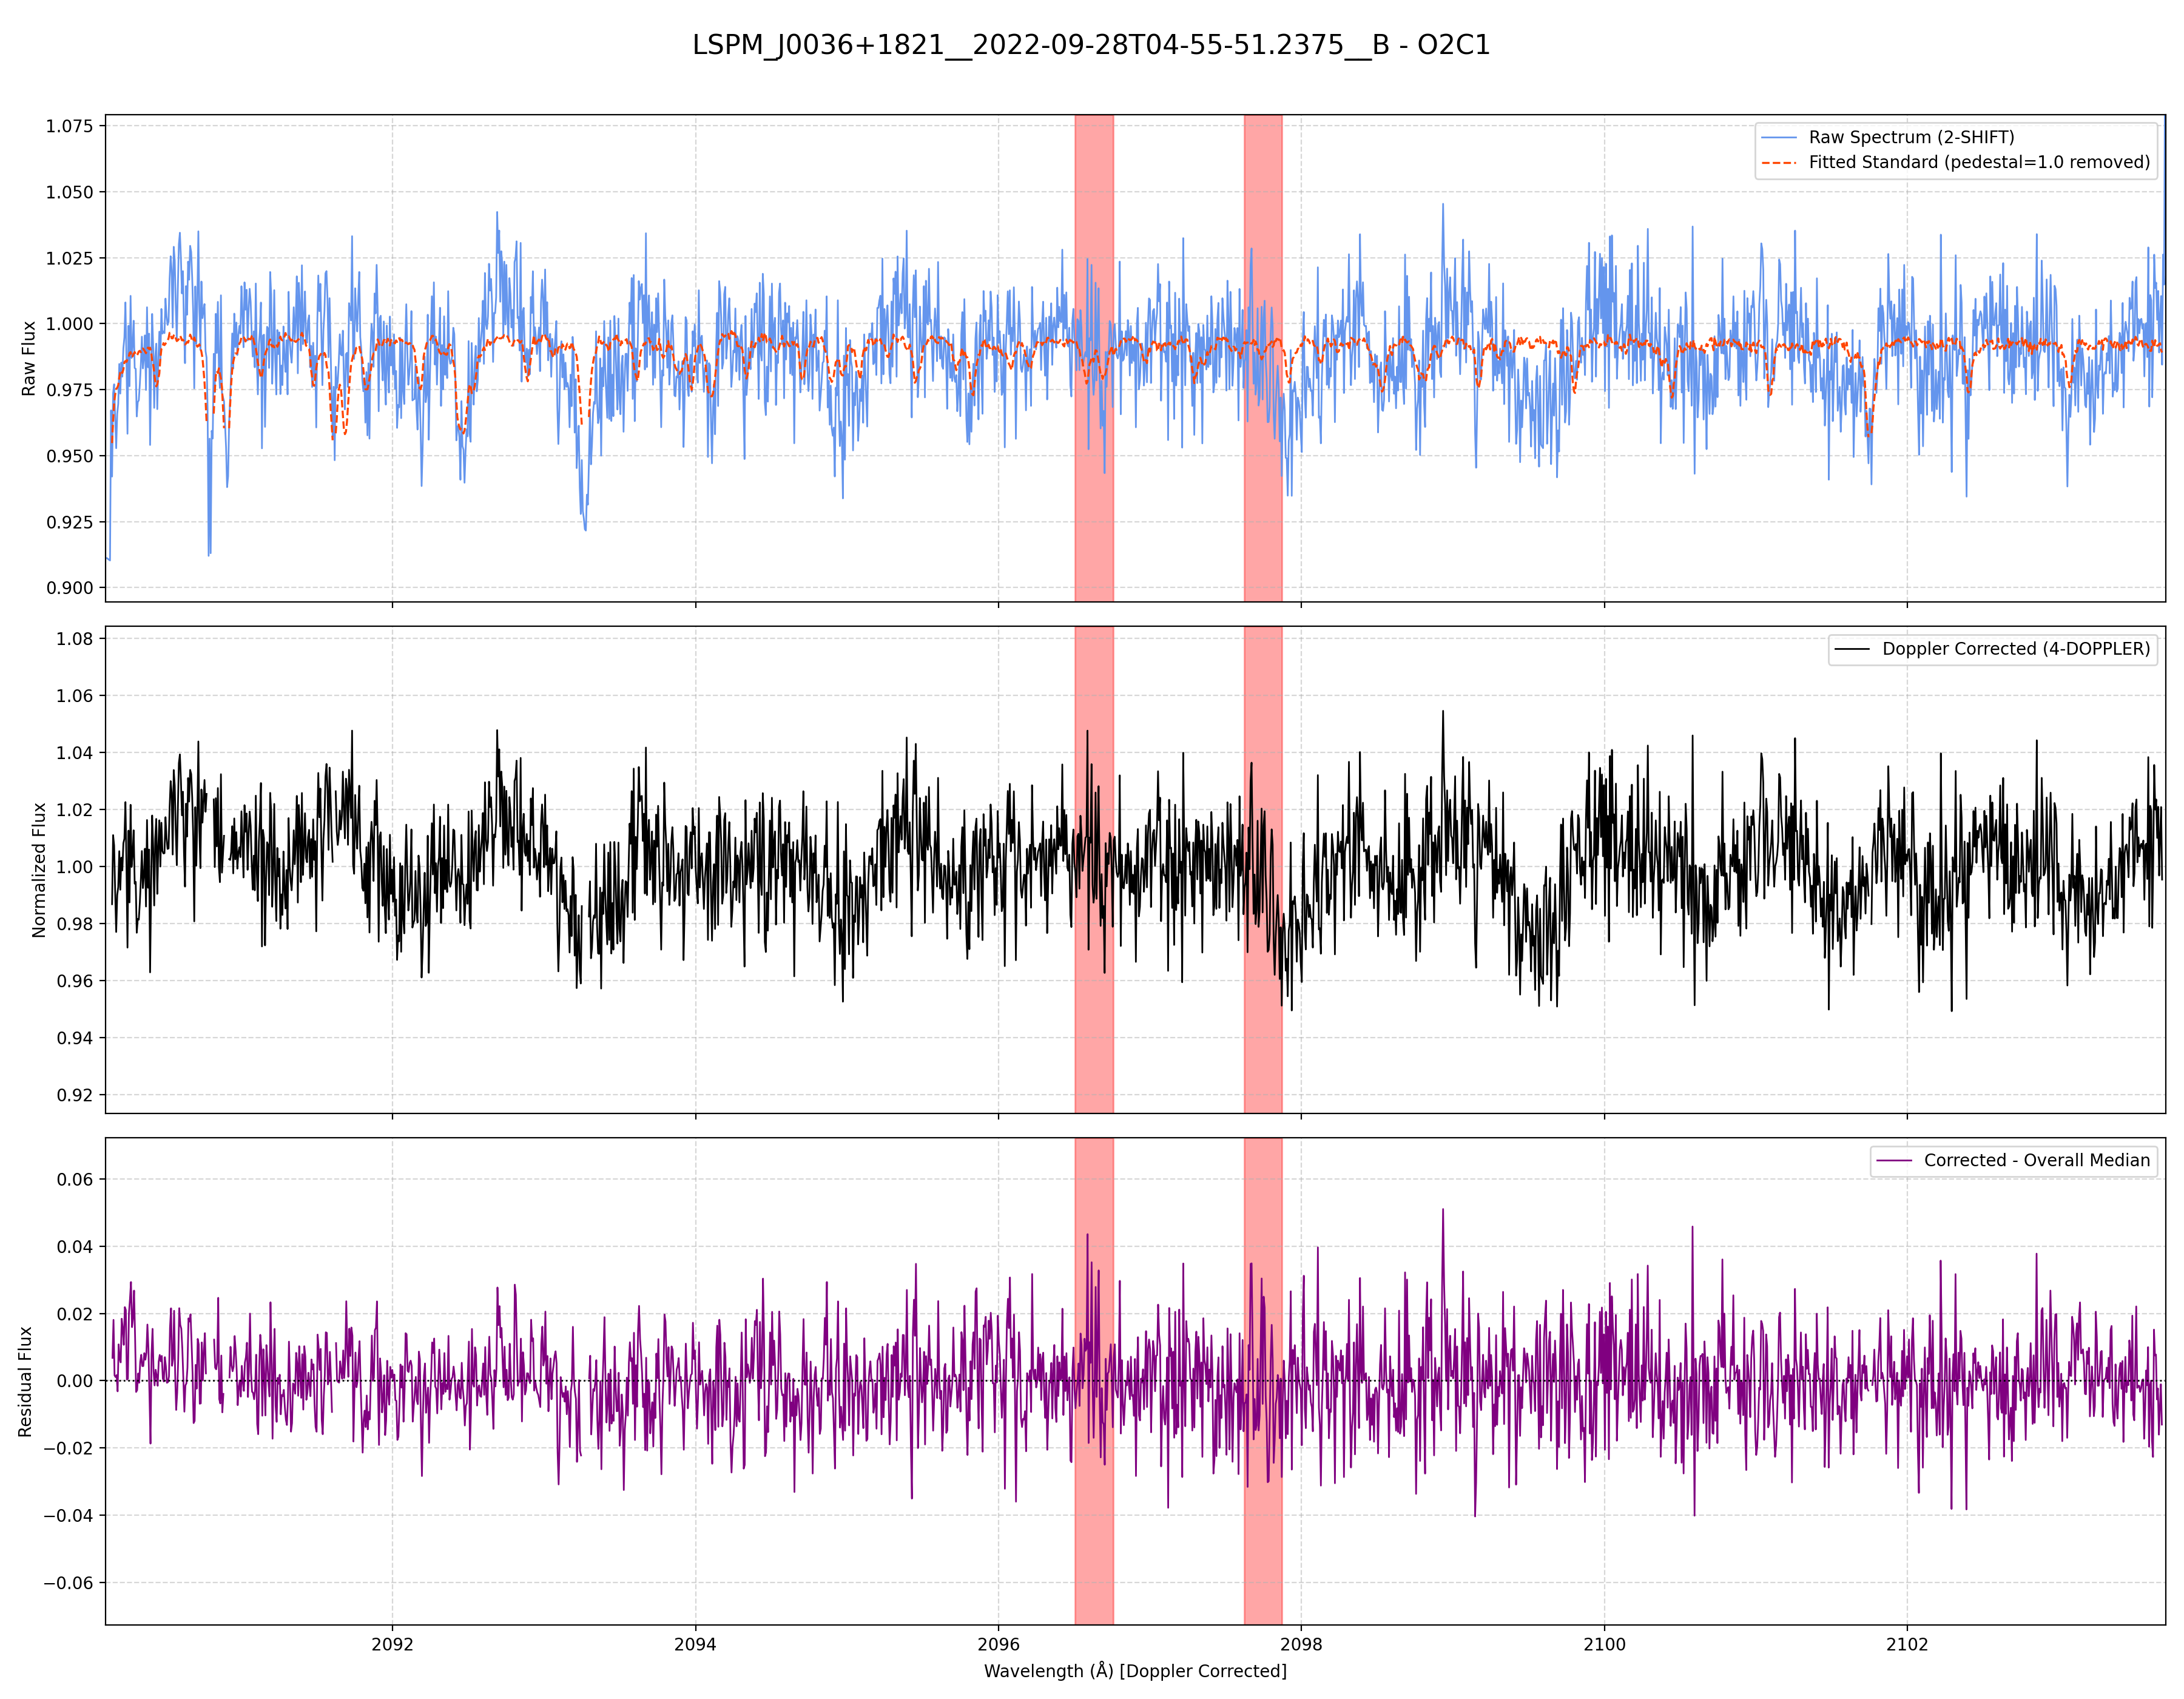 LSPM_J0036+1821__2022-09-28T04-55-51.2375__B - O2C1
Raw Flux
1.075
1.050
1.025
1.000
0.975
0.950
0.925
0.900
Raw Spectrum (2-SHIFT)
Fitted Standard (pedestal=1.0 removed)
Normalized Flux
1.08
1.06
1.04
1.02
1.00
0.98
0.96
0.94
0.92
Doppler Corrected (4-DOPPLER)
Residual Flux
0.06
0.04
0.02
0.00
−0.02
−0.04
−0.06
Corrected - Overall Median
2092 2094 2096 2098 2100 2102
Wavelength (Å) [Doppler Corrected]